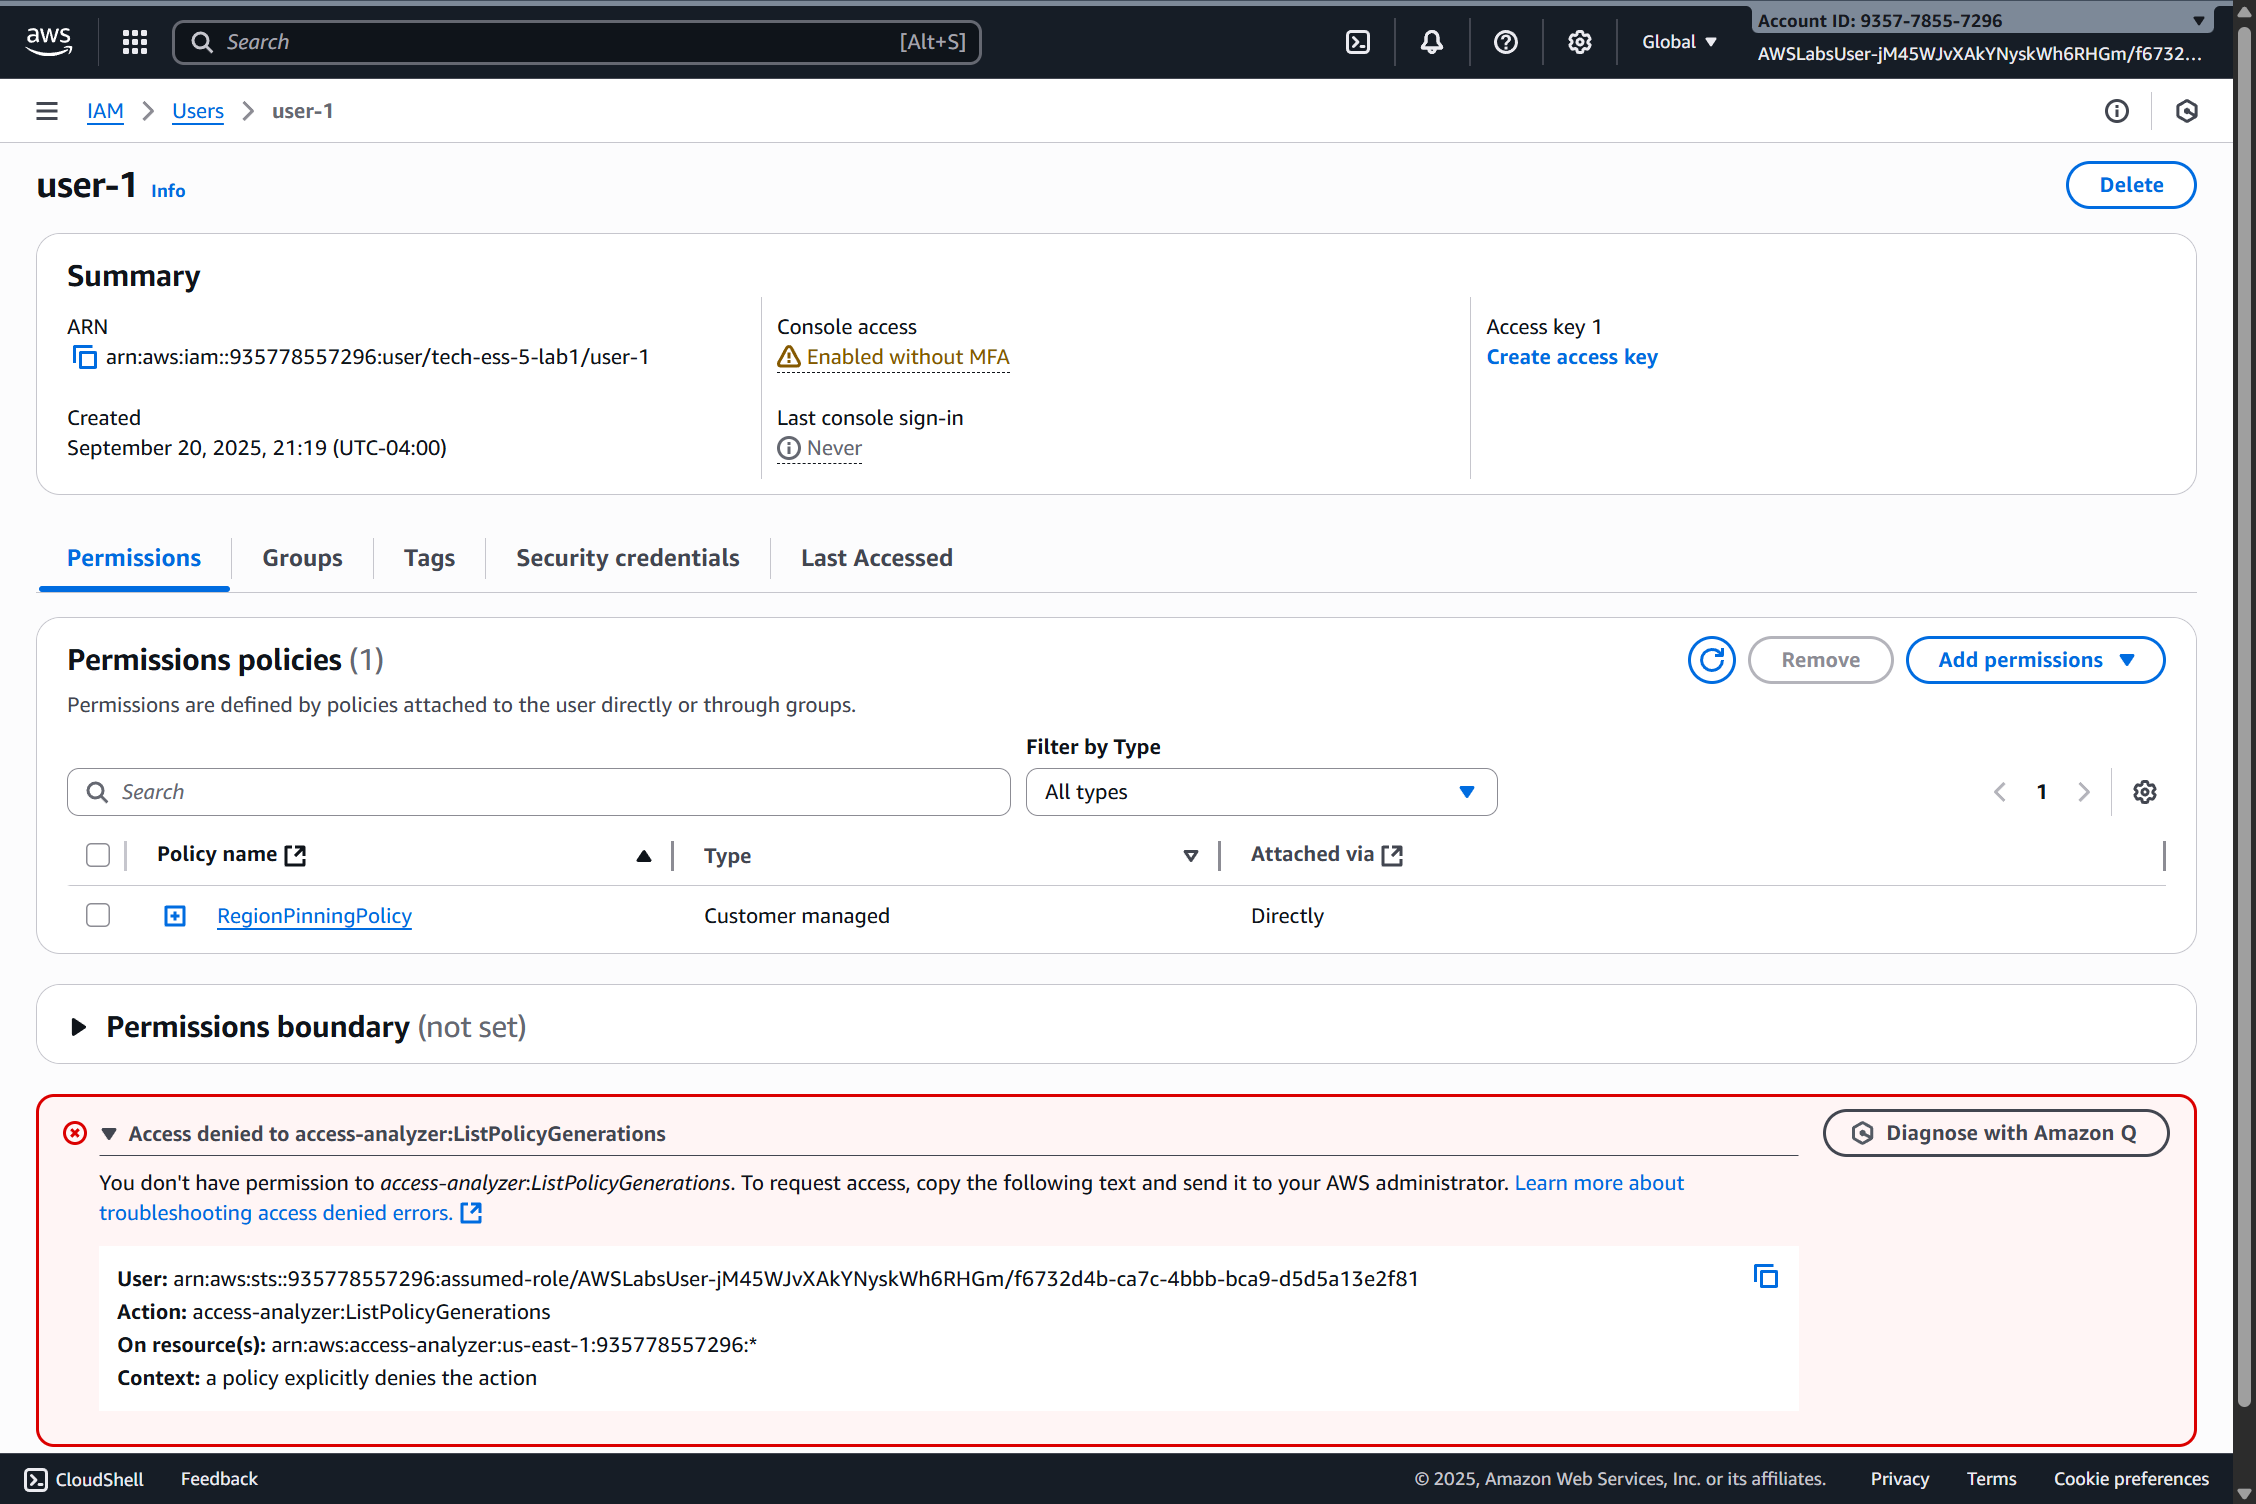 aws
Search
[Alt+S]
Global
Account ID: 9357-7855-7296
AWSLabsUser-jM45WJvXAkYNyskWh6RHGm/f6732...
IAM
Users
user-1
user-1
Info
Delete
Summary
ARN
arn:aws:iam::935778557296:user/tech-ess-5-lab1/user-1
Created
September 20, 2025, 21:19 (UTC-04:00)
Console access
Enabled without MFA
Last console sign-in
Never
Access key 1
Create access key
Permissions
Groups
Tags
Security credentials
Last Accessed
Permissions policies (1)
Permissions are defined by policies attached to the user directly or through groups.
Remove
Add permissions
Filter by Type
Search
All types
1
Policy name
Type
Attached via
RegionPinningPolicy
Customer managed
Directly
Permissions boundary (not set)
Access denied to access-analyzer:ListPolicyGenerations
Diagnose with Amazon Q
You don't have permission to access-analyzer:ListPolicyGenerations. To request access, copy the following text and send it to your AWS administrator. Learn more about
troubleshooting access denied errors.
User: arn:aws:sts::935778557296:assumed-role/AWSLabsUser-jM45WJvXAkYNyskWh6RHGm/f6732d4b-ca7c-4bbb-bca9-d5d5a13e2f81
Action: access-analyzer:ListPolicyGenerations
On resource(s): arn:aws:access-analyzer:us-east-1:935778557296:*
Context: a policy explicitly denies the action
CloudShell
Feedback
© 2025, Amazon Web Services, Inc. or its affiliates.
Privacy
Terms
Cookie preferences